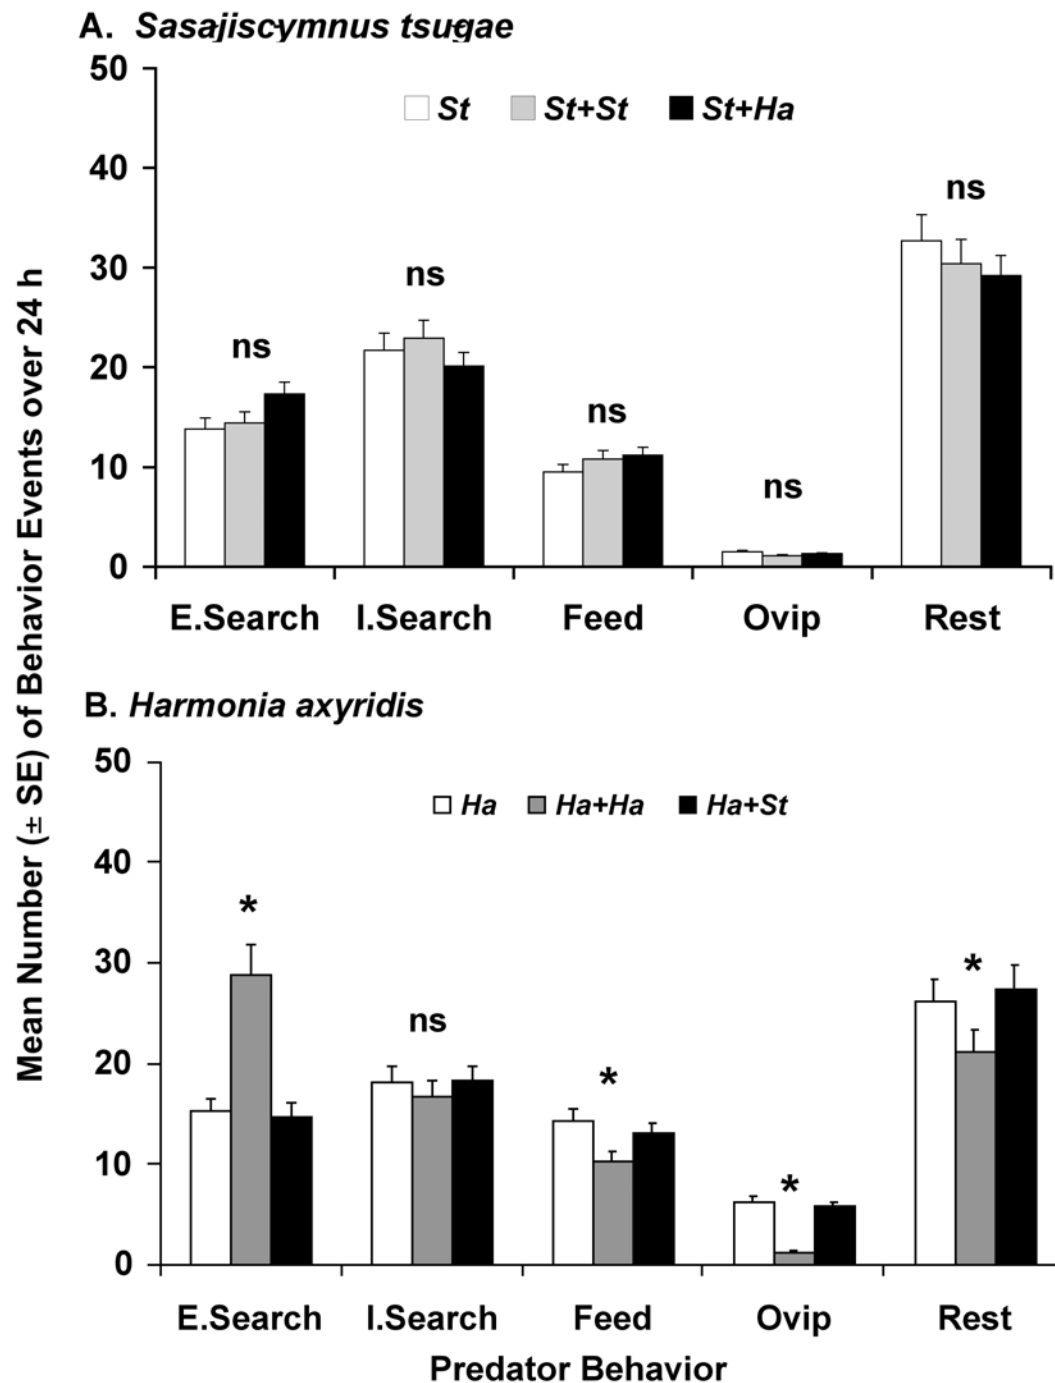 A. Sasajiscymnus tsugae
50
St St+St St+Ha
40
ns
30
ns
ns
20
ns
10
ns
0
E.Search I.Search Feed Ovip Rest
Mean Number (± SE) of Behavior Events over 24 h
B. Harmonia axyridis
50
Ha Ha+Ha Ha+St
40
*
30
*
ns
20
*
10
*
0
E.Search I.Search Feed Ovip Rest
Predator Behavior